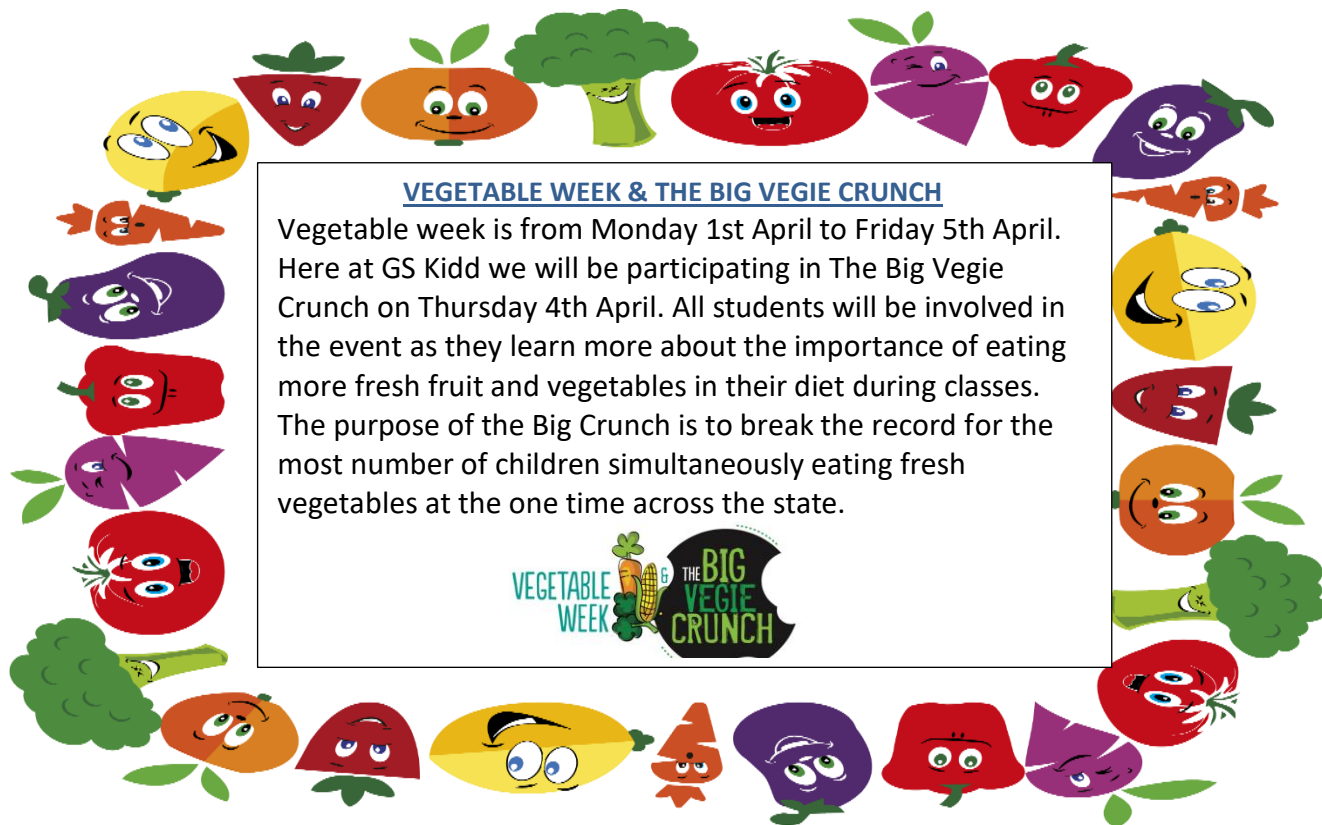 VEGETABLE WEEK & THE BIG VEGIE CRUNCH
Vegetable week is from Monday 1st April to Friday 5th April.
Here at GS Kidd we will be participating in The Big Vegie
Crunch on Thursday 4th April. All students will be involved in
the event as they learn more about the importance of eating
more fresh fruit and vegetables in their diet during classes.
The purpose of the Big Crunch is to break the record for the
most number of children simultaneously eating fresh
vegetables at the one time across the state.
VEGETABLE
WEEK
&
THE BIG
VEGIE
CRUNCH